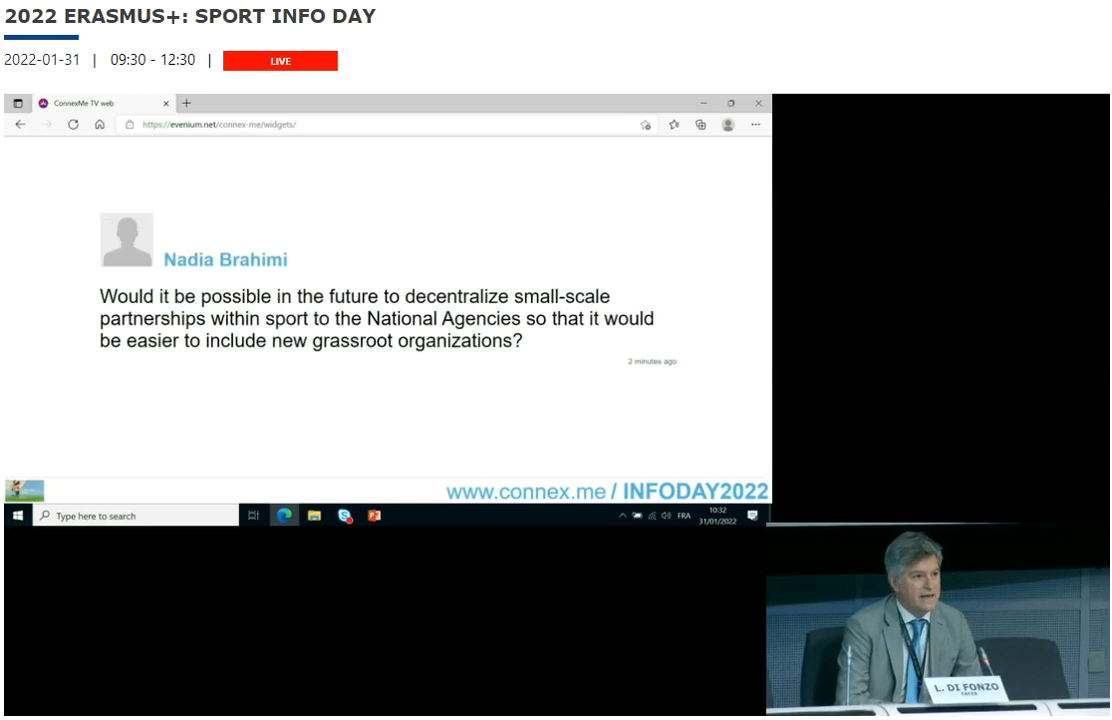 2022 ERASMUS+: SPORT INFO DAY
2022-01-31 | 09:30 - 12:30 | LIVE
ConnexMe TV web
https://evenium.net/connex-me/widgets/
Nadia Brahimi
Would it be possible in the future to decentralize small-scale
partnerships within sport to the National Agencies so that it would
be easier to include new grassroot organizations?
2 minutes ago
www.connex.me / INFODAY2022
Type here to search
FRA
10:32
31/01/2022
L. DI FONZO
EACEA